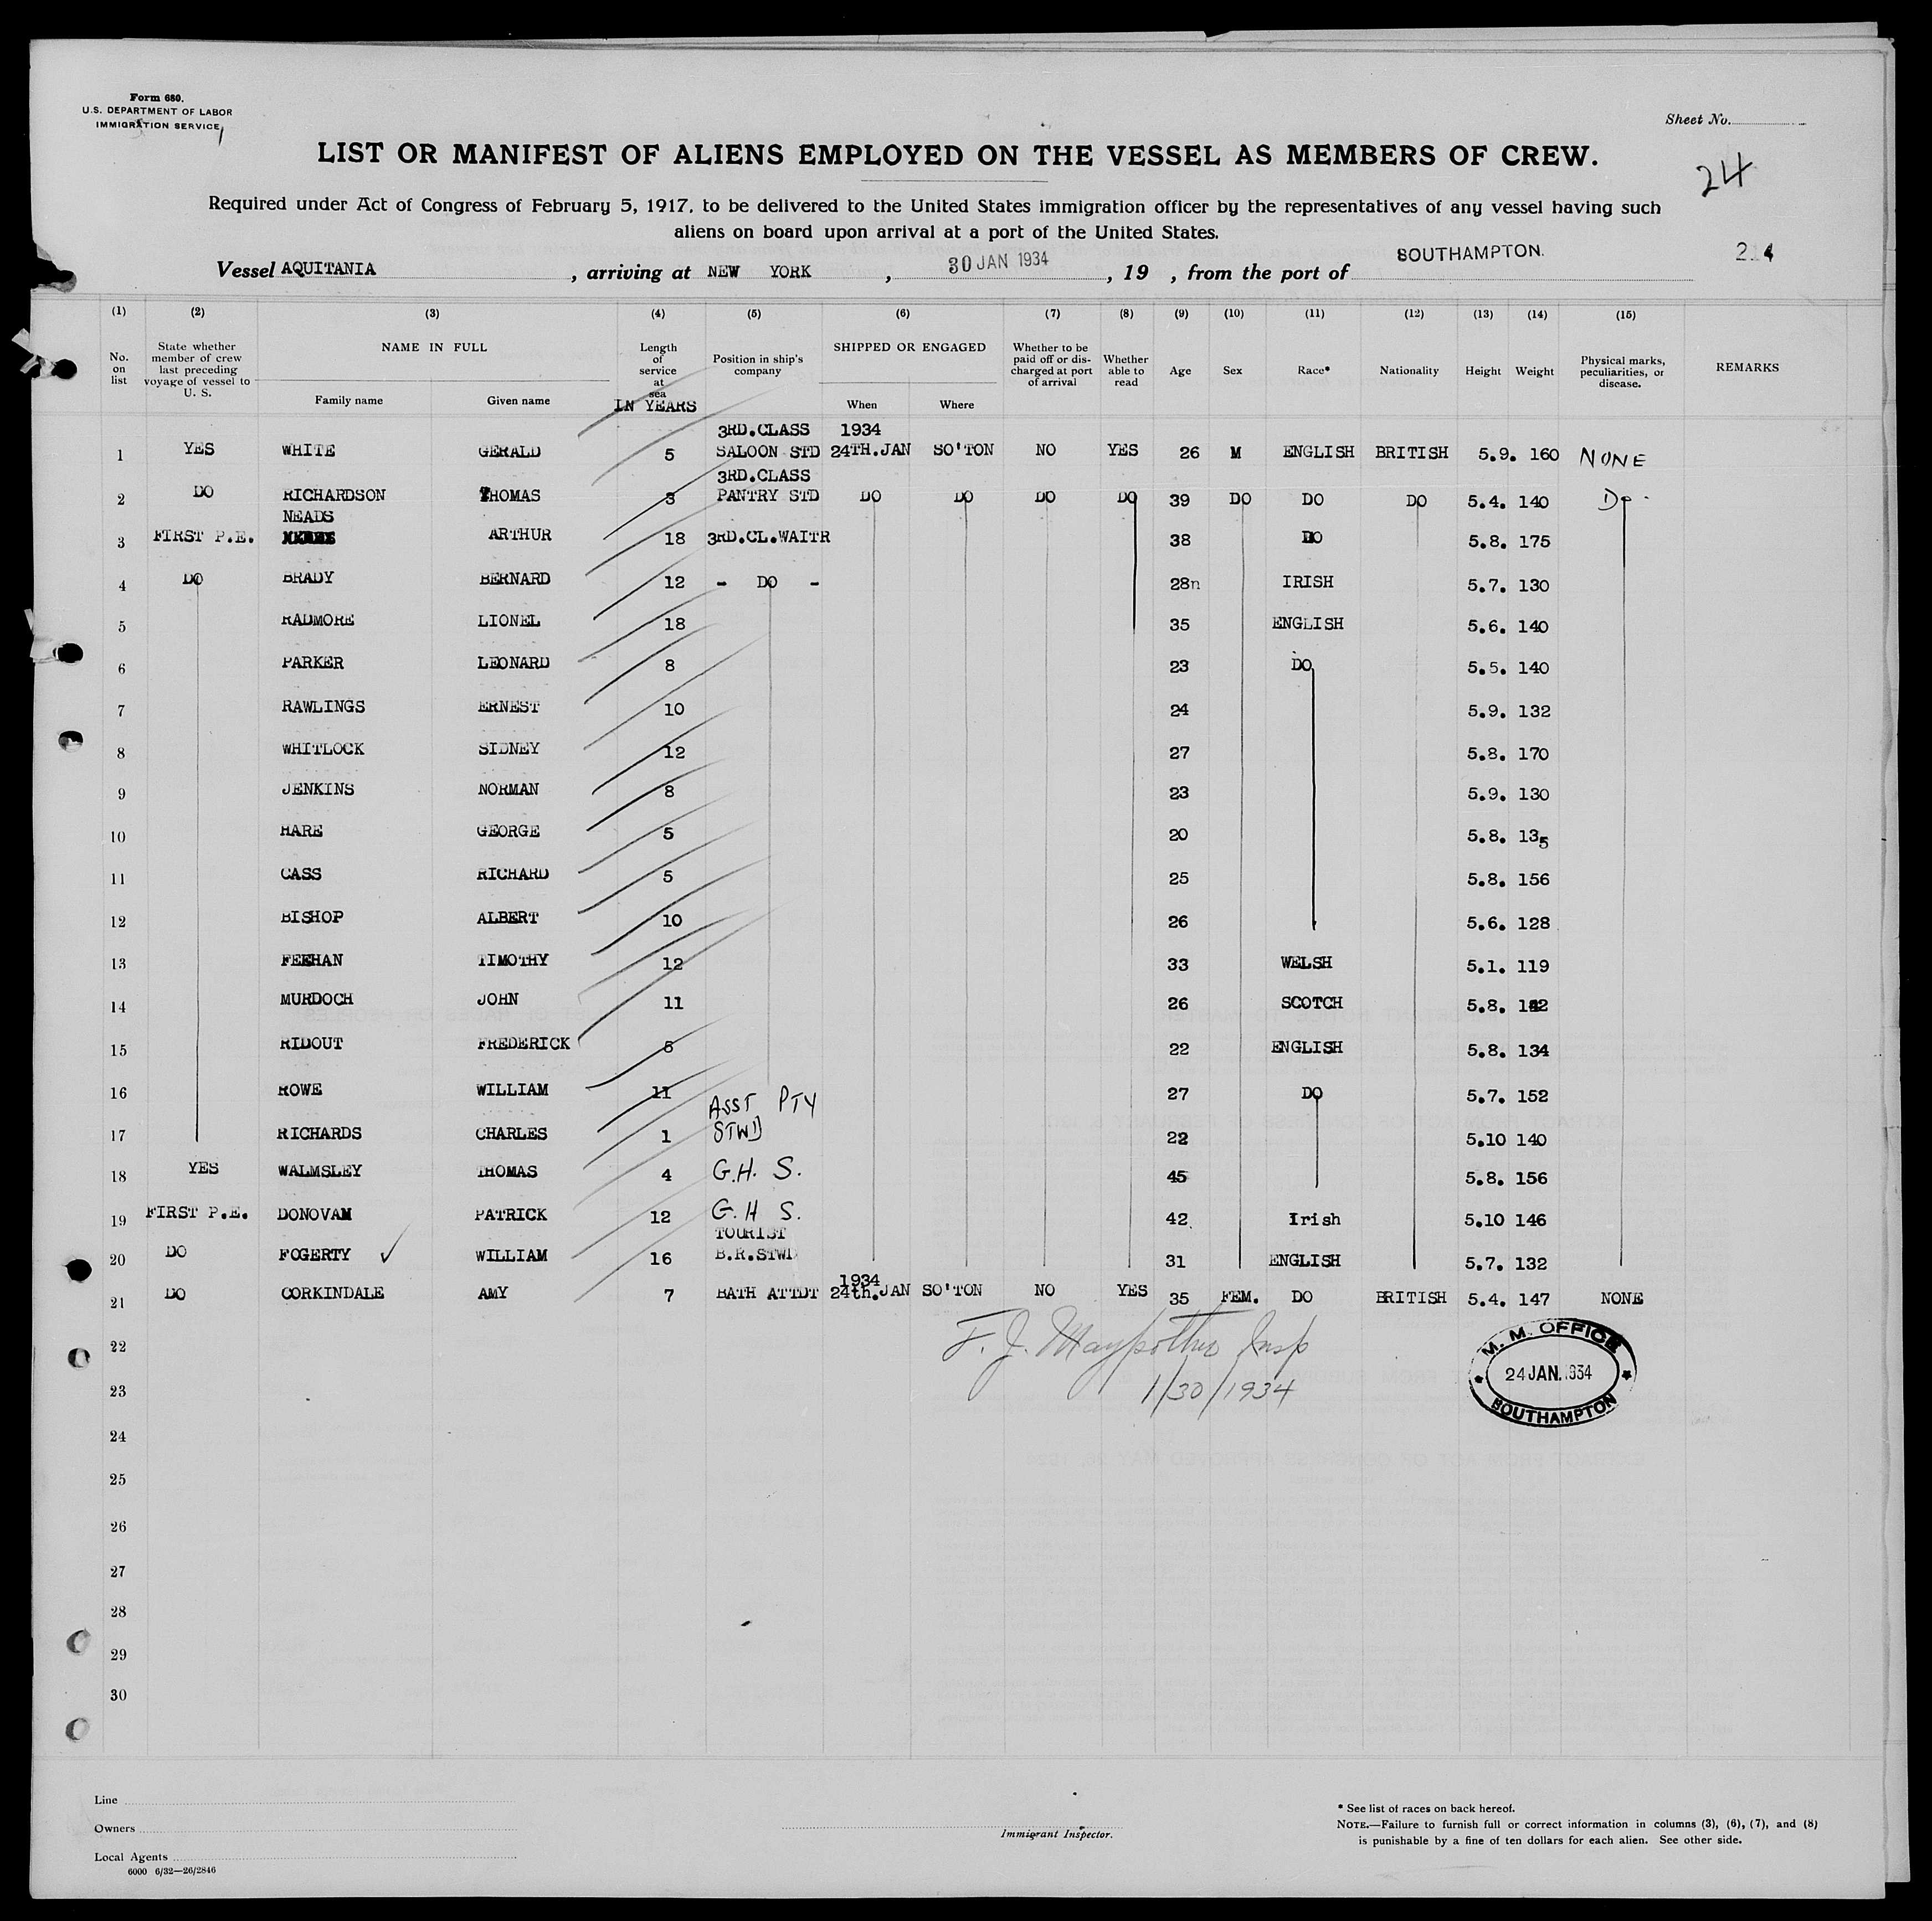 Form 680.
U.S. DEPARTMENT OF LABOR
IMMIGRATION SERVICE
Sheet No.
LIST OR MANIFEST OF ALIENS EMPLOYED ON THE VESSEL AS MEMBERS OF CREW.
24
Required under Act of Congress of February 5, 1917, to be delivered to the United States immigration officer by the representatives of any vessel having such
aliens on board upon arrival at a port of the United States.
Vessel AQUITANIA, arriving at NEW YORK, 30 JAN 1934, 19 , from the port of SOUTHAMPTON.
(1) (2) (3) (4) (5) (6) (7) (8) (9) (10) (11) (12) (13) (14) (15)
No. on list
State whether member of crew last preceding voyage of vessel to U. S.
NAME IN FULL
Family name Given name
Length of service at sea
IN YEARS
Position in ship's company
SHIPPED OR ENGAGED
When Where
Whether to be paid off or discharged at port of arrival
Whether able to read
Age Sex Race* Nationality Height Weight
Physical marks, peculiarities, or disease.
REMARKS
3RD.CLASS 1934
1 YES WHITE GERALD 5 SALOON STD 24TH.JAN SO'TON NO YES 26 M ENGLISH BRITISH 5.9. 160 NONE
3RD.CLASS
2 DO RICHARDSON THOMAS 3 PANTRY STD DO DO DO DO 39 DO DO DO 5.4. 140 Do -
NEADS
3 FIRST P.E. ARTHUR 18 3RD.CL.WAITR 38 DO 5.8. 175
4 DO BRADY BERNARD 12 - DO - 28n IRISH 5.7. 130
5 RADMORE LIONEL 18 35 ENGLISH 5.6. 140
6 PARKER LEONARD 8 23 DO 5.5. 140
7 RAWLINGS ERNEST 10 24 5.9. 132
8 WHITLOCK SIDNEY 12 27 5.8. 170
9 JENKINS NORMAN 8 23 5.9. 130
10 HARE GEORGE 5 20 5.8. 135
11 CASS RICHARD 5 25 5.8. 156
12 BISHOP ALBERT 10 26 5.6. 128
13 FEEHAN TIMOTHY 12 33 WELSH 5.1. 119
14 MURDOCH JOHN 11 26 SCOTCH 5.8.
15 RIDOUT FREDERICK 22 ENGLISH 5.8. 134
16 ROWE WILLIAM 11 27 DO 5.7. 152
ASST PTY
17 RICHARDS CHARLES 1 STWD 22 5.10 140
18 YES WALMSLEY THOMAS 4 G.H. S. 45 5.8. 156
19 FIRST P.E. DONOVAN PATRICK 12 G.H S. 42 Irish 5.10 146
TOURIST
20 DO FOGERTY ✓ WILLIAM 16 B.R.STWD 31 ENGLISH 5.7. 132
1934
21 DO CORKINDALE AMY 7 BATH ATTDT 24th.JAN SO'TON NO YES 35 FEM. DO BRITISH 5.4. 147 NONE
22
23
24
25
26
27
28
29
30
F. J. Maypother Insp
1/30/1934
M. M. OFFICE
24 JAN. 1934
SOUTHAMPTON
Line
Owners
Local Agents
6000 6/32—26/2846
Immigrant Inspector.
* See list of races on back hereof.
NOTE.—Failure to furnish full or correct information in columns (3), (6), (7), and (8)
is punishable by a fine of ten dollars for each alien. See other side.